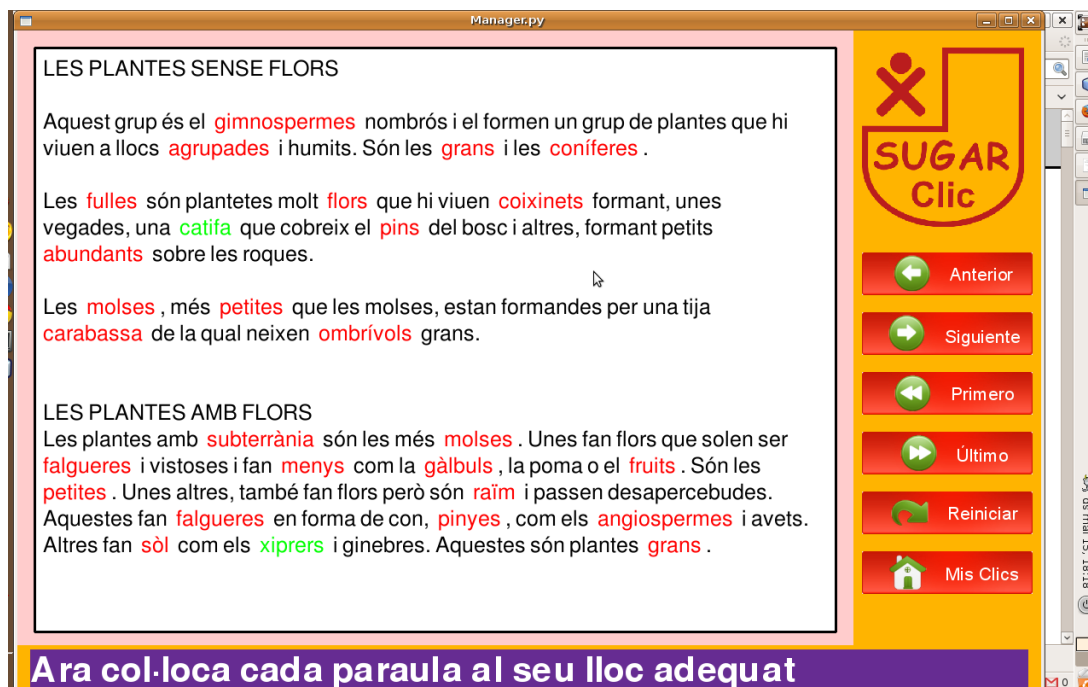 Manager.py
LES PLANTES SENSE FLORS
Aquest grup és el gimnospermes nombrós i el formen un grup de plantes que hi
viuen a llocs agrupades i humits. Són les grans i les coníferes .
Les fulles són plantetes molt flors que hi viuen coixinets formant, unes
vegades, una catifa que cobreix el pins del bosc i altres, formant petits
abundants sobre les roques.
Les molses , més petites que les molses, estan formandes per una tija
carabassa de la qual neixen ombrívols grans.
LES PLANTES AMB FLORS
Les plantes amb subterrània són les més molses . Unes fan flors que solen ser
falgueres i vistoses i fan menys com la gàlbuls , la poma o el fruits . Són les
petites . Unes altres, també fan flors però són raïm i passen desapercebudes.
Aquestes fan falgueres en forma de con, pinyes , com els angiospermes i avets.
Altres fan sòl com els xiprers i ginebres. Aquestes són plantes grans .
SUGAR
Clic
Anterior
Siguiente
Primero
Último
Reiniciar
Mis Clics
Ara col·loca cada paraula al seu lloc adequat